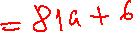 = 81a + 6